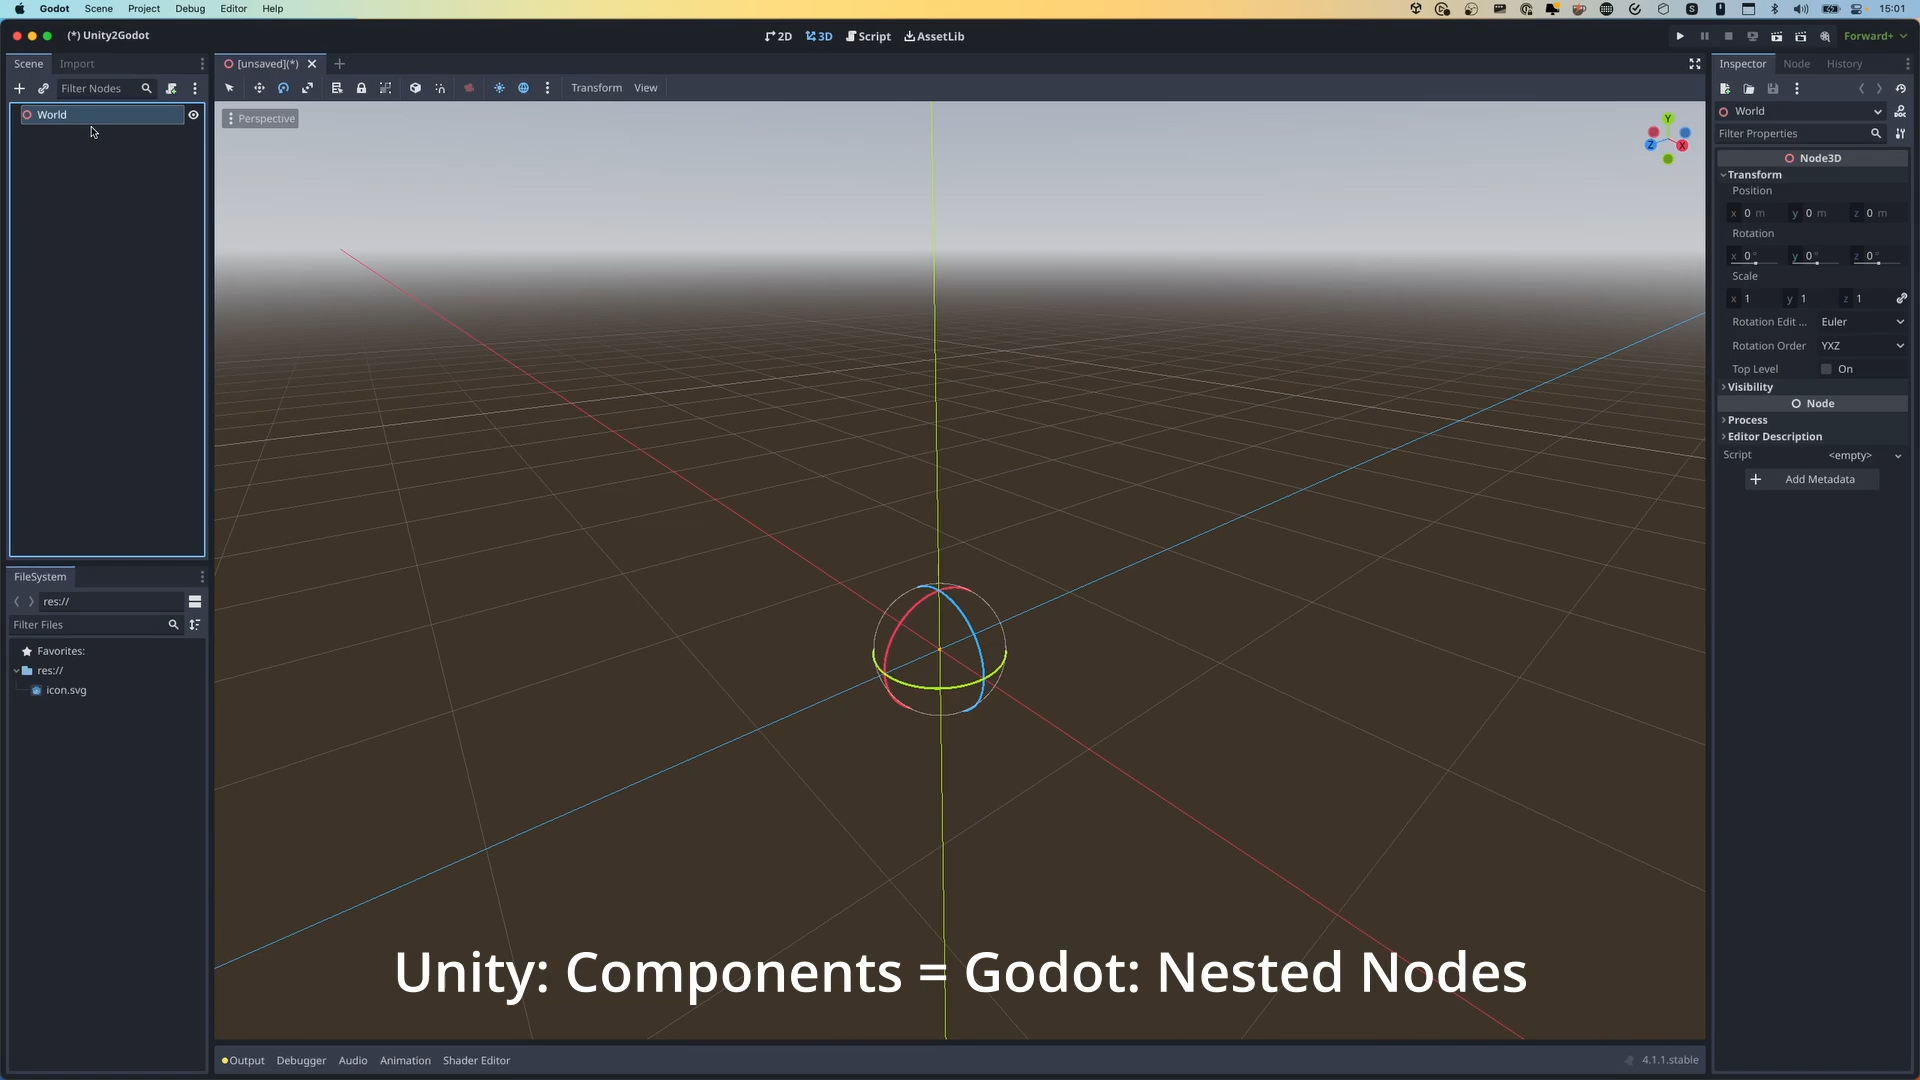 Godot Scene Project Debug Editor Help 15:01
(*) Unity2Godot
2D 3D Script AssetLib
Forward+
Scene Import
[unsaved](*)
Inspector Node History
Filter Nodes
Transform View
World
Perspective
Y
Z X
World
Filter Properties
Node3D
Transform
Position
x 0 m y 0 m z 0 m
Rotation
x 0 ° y 0 ° z 0 °
Scale
x 1 y 1 z 1
Rotation Edit ... Euler
Rotation Order YXZ
Top Level On
Visibility
Node
Process
Editor Description
Script <empty>
Add Metadata
FileSystem
res://
Filter Files
Favorites:
res://
icon.svg
Unity: Components = Godot: Nested Nodes
Output Debugger Audio Animation Shader Editor
4.1.1.stable